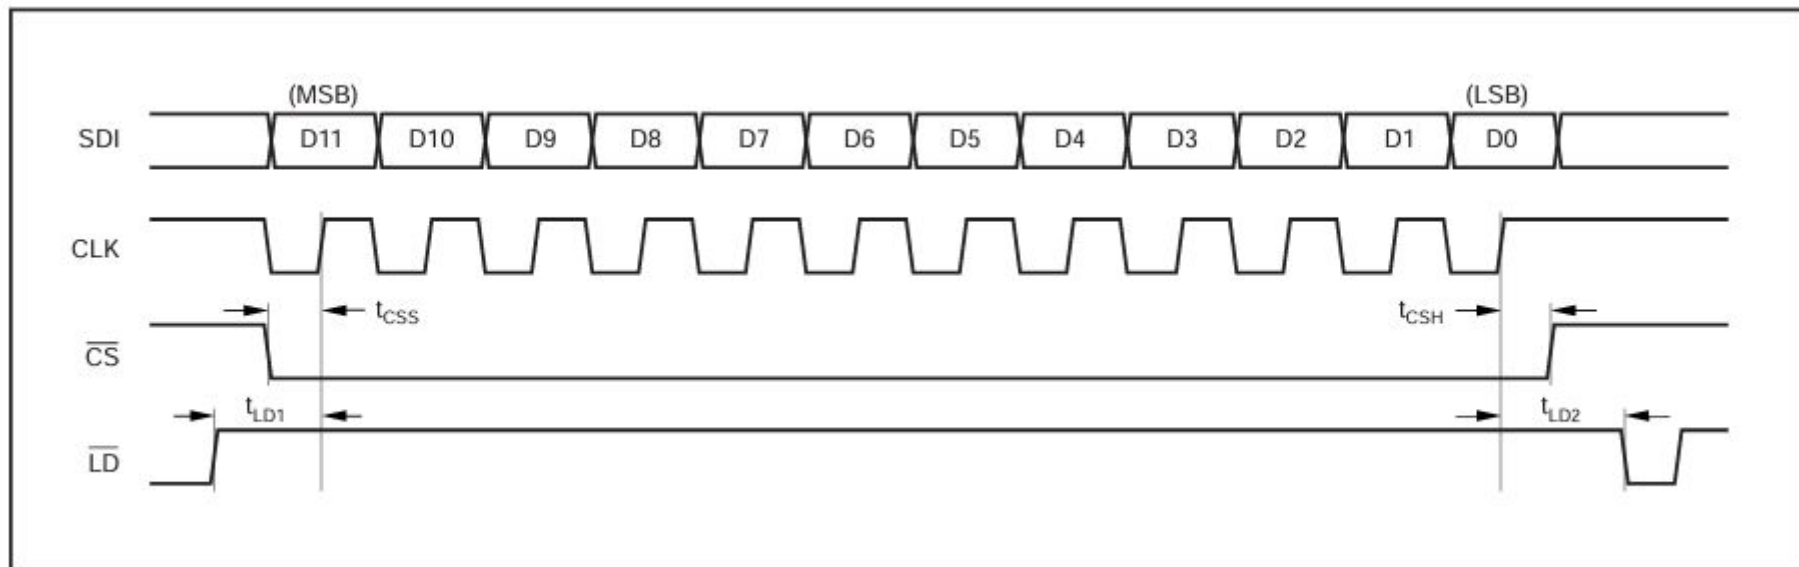 (MSB) (LSB)
SDI D11 D10 D9 D8 D7 D6 D5 D4 D3 D2 D1 D0
CLK
tCSS tCSH
CS
tLD1 tLD2
LD